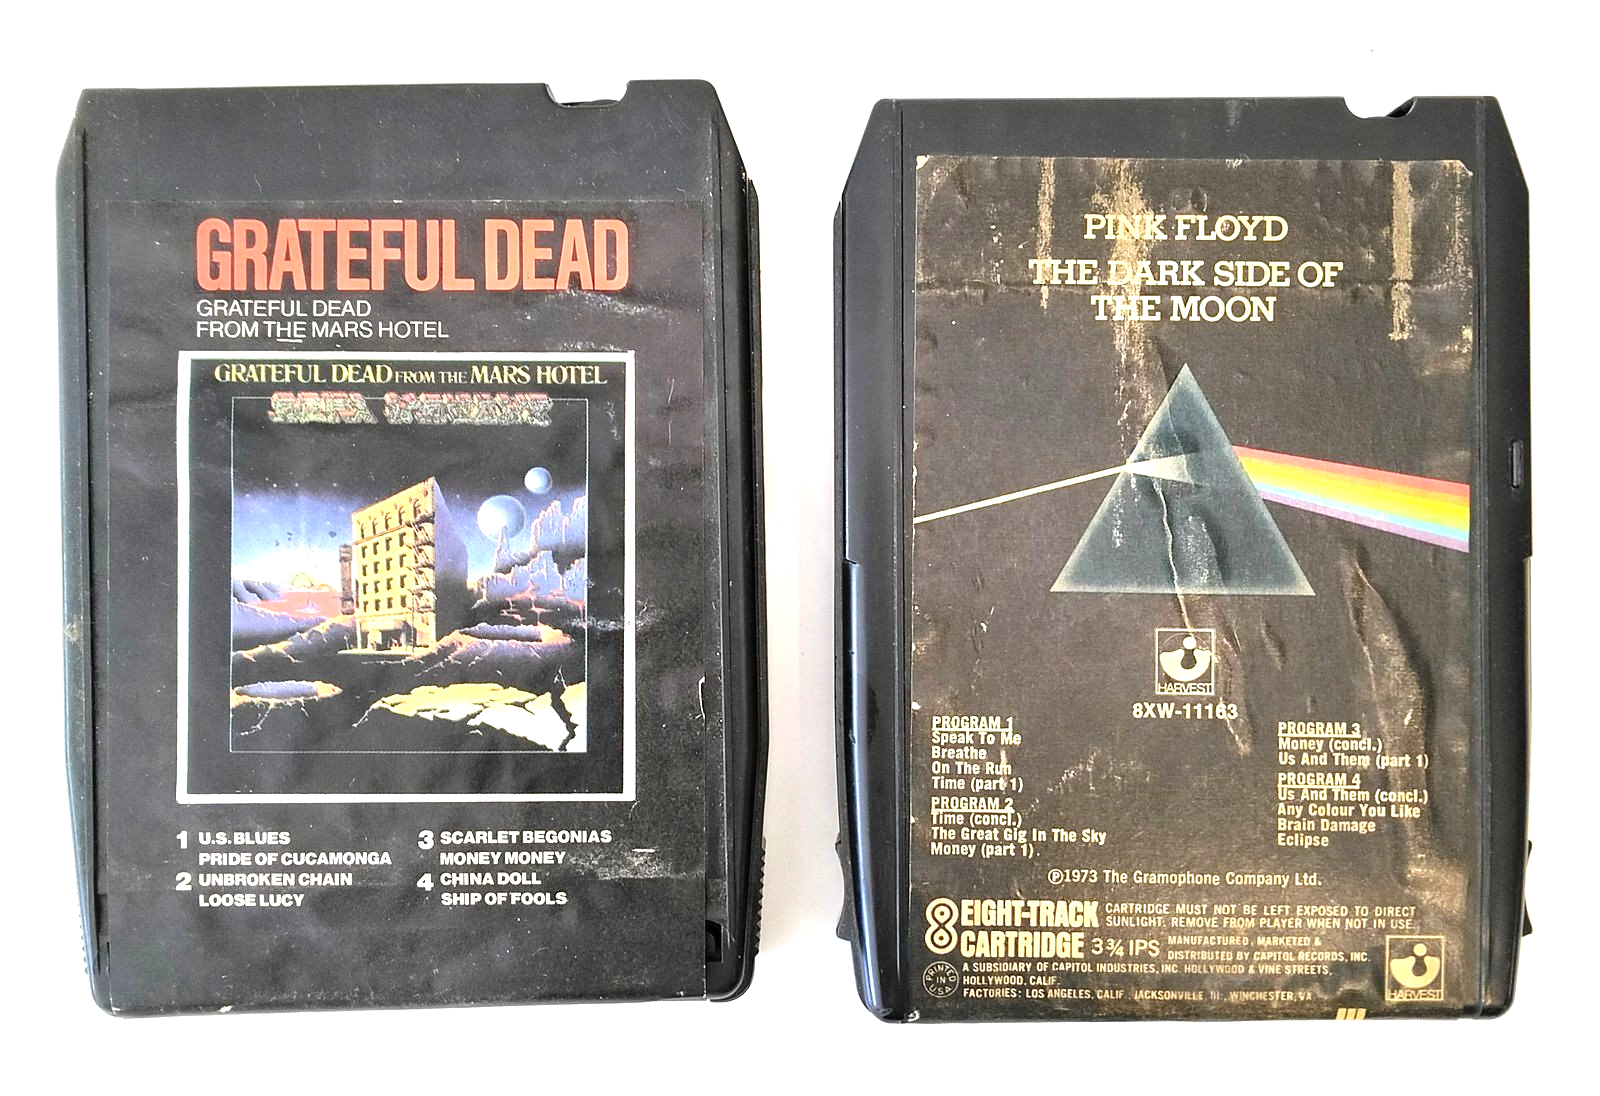 GRATEFUL DEAD
GRATEFUL DEAD
FROM THE MARS HOTEL
GRATEFUL DEAD FROM THE MARS HOTEL
1 U.S. BLUES
PRIDE OF CUCAMONGA
2 UNBROKEN CHAIN
LOOSE LUCY
3 SCARLET BEGONIAS
MONEY MONEY
4 CHINA DOLL
SHIP OF FOOLS
PINK FLOYD
THE DARK SIDE OF
THE MOON
HARVEST
8XW-11163
PROGRAM 1
Speak To Me
Breathe
On The Run
Time (part 1)
PROGRAM 2
Time (concl.)
The Great Gig In The Sky
Money (part 1)
PROGRAM 3
Money (concl.)
Us And Them (part 1)
PROGRAM 4
Us And Them (concl.)
Any Colour You Like
Brain Damage
Eclipse
℗1973 The Gramophone Company Ltd.
8 EIGHT-TRACK
CARTRIDGE 3¾ IPS
CARTRIDGE MUST NOT BE LEFT EXPOSED TO DIRECT
SUNLIGHT. REMOVE FROM PLAYER WHEN NOT IN USE.
MANUFACTURED, MARKETED &
DISTRIBUTED BY CAPITOL RECORDS, INC.
PRINTED IN USA
A SUBSIDIARY OF CAPITOL INDUSTRIES, INC. HOLLYWOOD & VINE STREETS,
HOLLYWOOD, CALIF.
FACTORIES: LOS ANGELES, CALIF., JACKSONVILLE, Ill., WINCHESTER, VA.
HARVEST